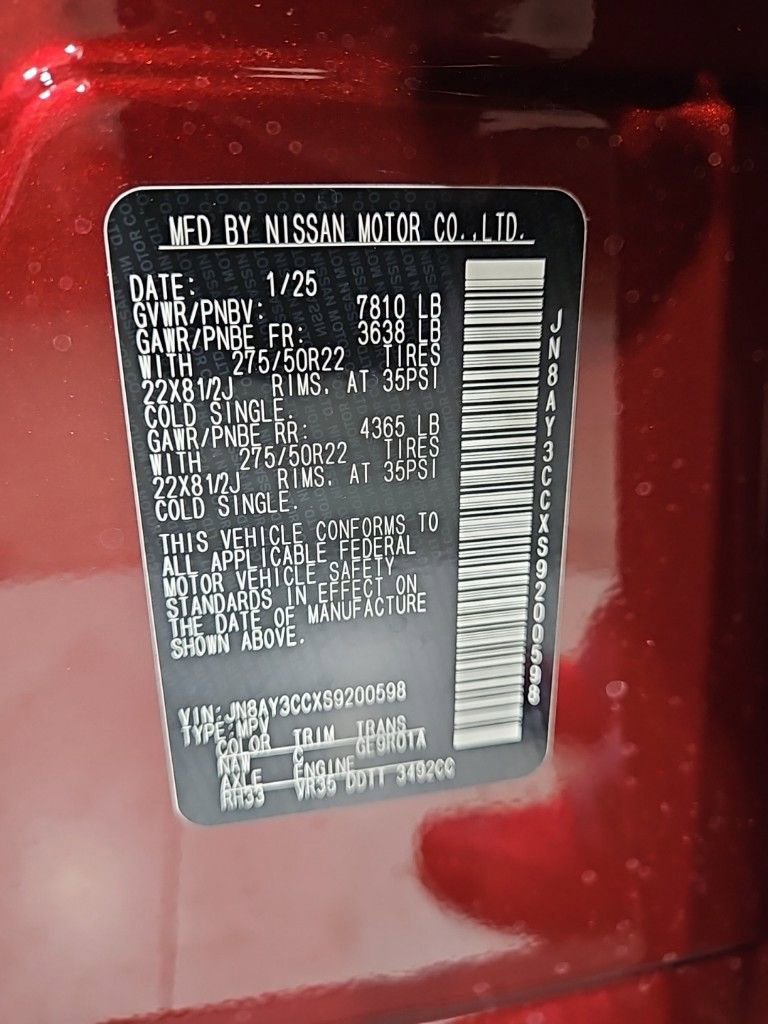 MFD BY NISSAN MOTOR CO.,LTD.
DATE: 1/25
GVWR/PNBV: 7810 LB
GAWR/PNBE FR: 3638 LB
WITH 275/50R22 TIRES
22X81/2J RIMS, AT 35PSI
COLD SINGLE.
GAWR/PNBE RR: 4365 LB
WITH 275/50R22 TIRES
22X81/2J RIMS, AT 35PSI
COLD SINGLE.
THIS VEHICLE CONFORMS TO
ALL APPLICABLE FEDERAL
MOTOR VEHICLE SAFETY
STANDARDS IN EFFECT ON
THE DATE OF MANUFACTURE
SHOWN ABOVE.
VIN:JN8AY3CCXS9200598
TYPE:MPV
COLOR TRIM TRANS
NAW C GE9R01A
AXLE ENGINE
RH33 VR35 DDTT 3492CC
JN8AY3CCXS9200598